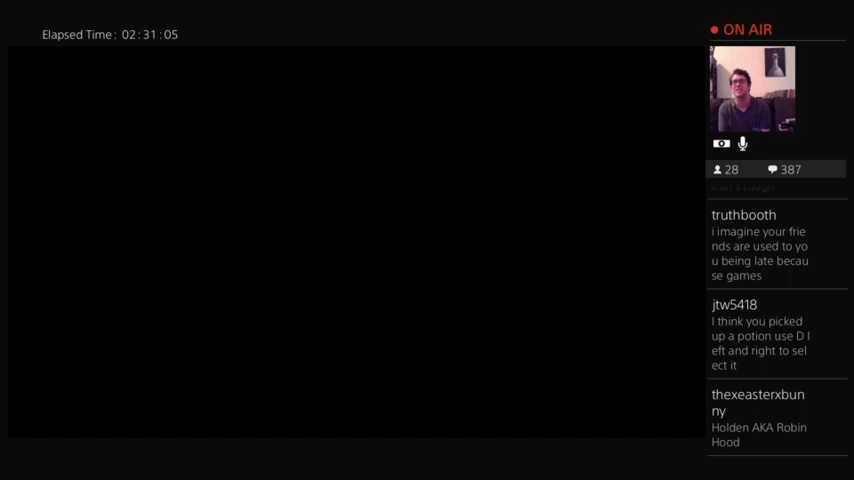 Elapsed Time: 02:31:05
ON AIR
28 387
that's tough
truthbooth
i imagine your frie
nds are used to yo
u being late becau
se games
jtw5418
I think you picked
up a potion use D l
eft and right to sel
ect it
thexeasterxbun
ny
Holden AKA Robin
Hood